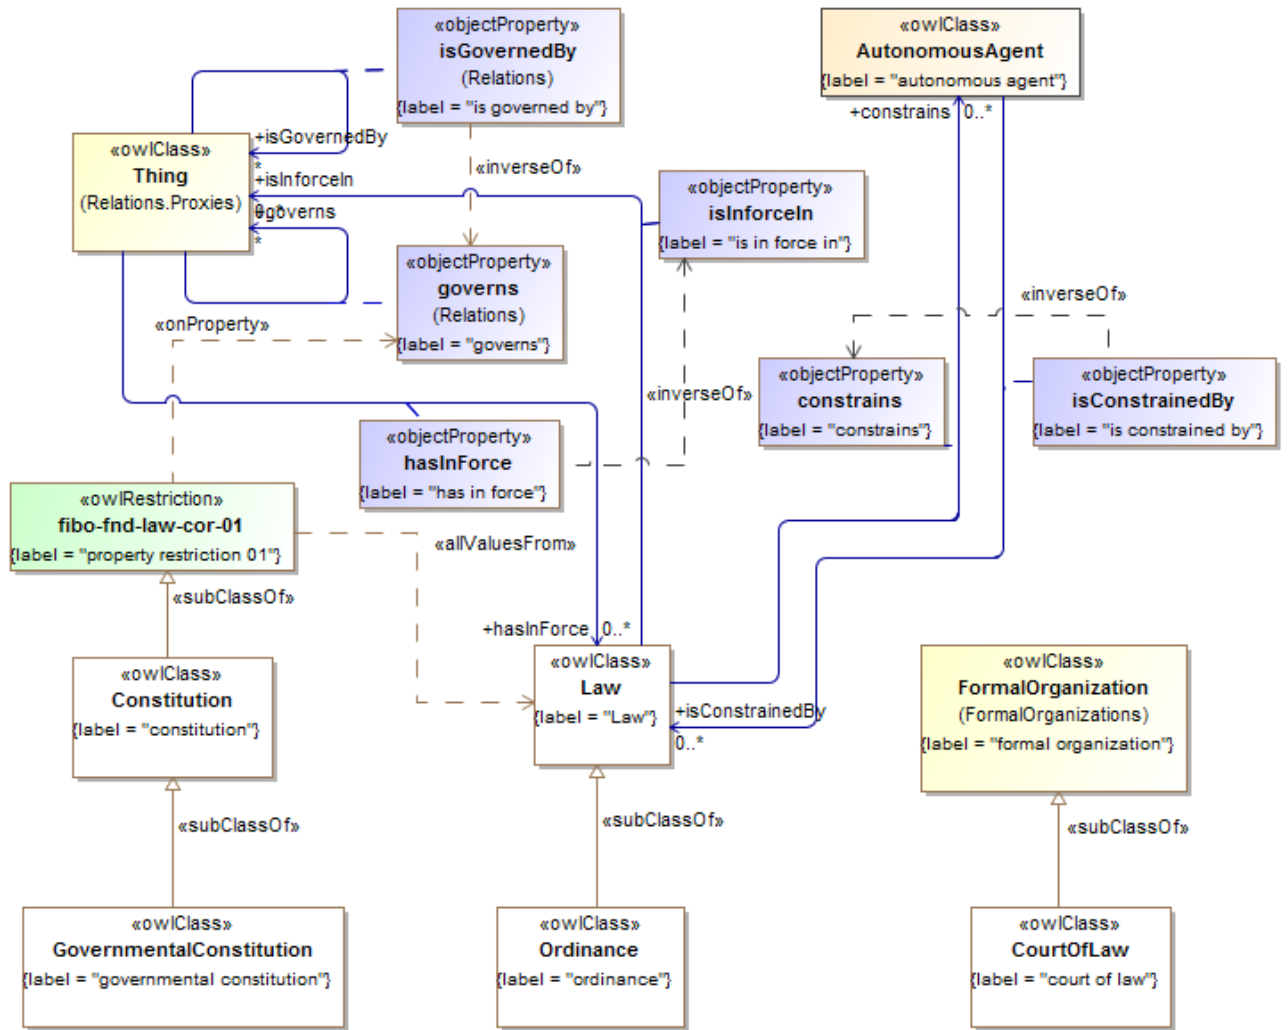 «objectProperty»
isGovernedBy
(Relations)
{label = "is governed by"}
«owlClass»
AutonomousAgent
{label = "autonomous agent"}
+constrains 0..*
+isGovernedBy
*
«owlClass»
Thing
(Relations.Proxies)
«inverseOf»
+isInforceIn
0..*
+governs
*
«objectProperty»
isInforceIn
{label = "is in force in"}
«objectProperty»
governs
(Relations)
{label = "governs"}
«onProperty»
«inverseOf»
«objectProperty»
constrains
{label = "constrains"}
«objectProperty»
isConstrainedBy
{label = "is constrained by"}
«inverseOf»
«objectProperty»
hasInForce
{label = "has in force"}
«owlRestriction»
fibo-fnd-law-cor-01
{label = "property restriction 01"}
«allValuesFrom»
«subClassOf»
+hasInForce 0..*
«owlClass»
Constitution
{label = "constitution"}
«owlClass»
Law
{label = "Law"}
+isConstrainedBy
0..*
«owlClass»
FormalOrganization
(FormalOrganizations)
{label = "formal organization"}
«subClassOf»
«subClassOf»
«subClassOf»
«owlClass»
GovernmentalConstitution
{label = "governmental constitution"}
«owlClass»
Ordinance
{label = "ordinance"}
«owlClass»
CourtOfLaw
{label = "court of law"}